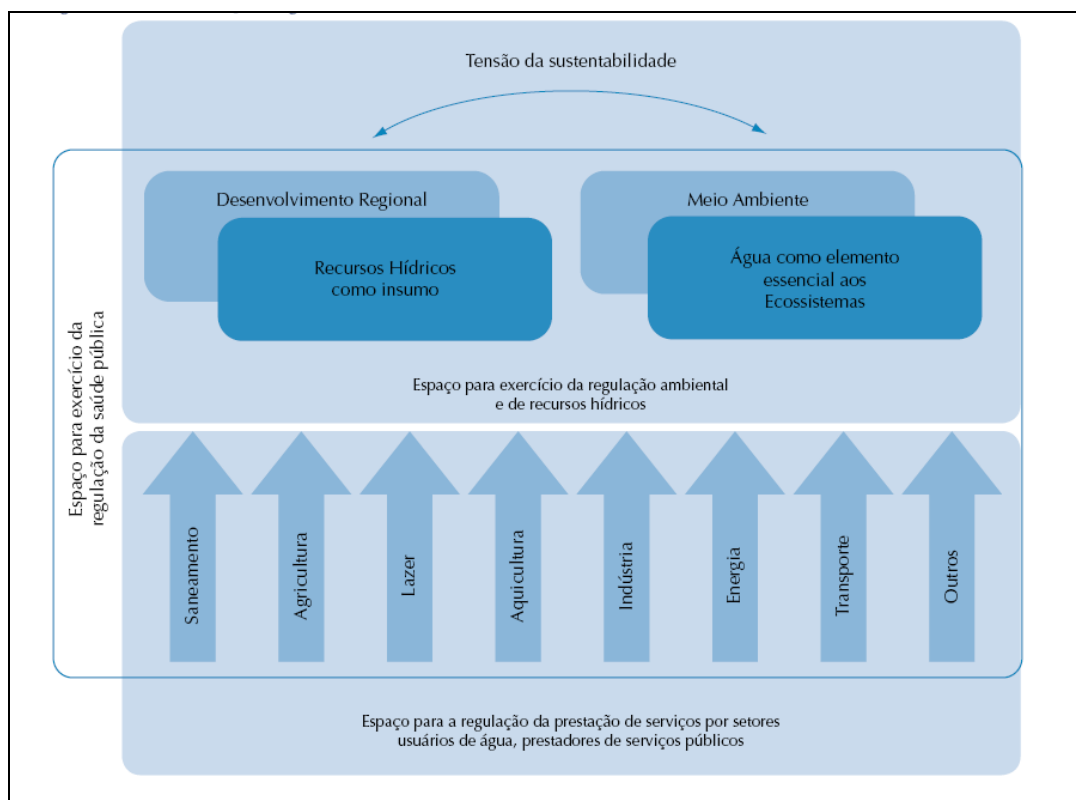 Tensão da sustentabilidade
Desenvolvimento Regional
Recursos Hídricos
como insumo
Meio Ambiente
Água como elemento
essencial aos
Ecossistemas
Espaço para exercício da regulação ambiental
e de recursos hídricos
Espaço para exercício da
regulação da saúde pública
Saneamento
Agricultura
Lazer
Aquicultura
Indústria
Energia
Transporte
Outros
Espaço para a regulação da prestação de serviços por setores
usuários de água, prestadores de serviços públicos